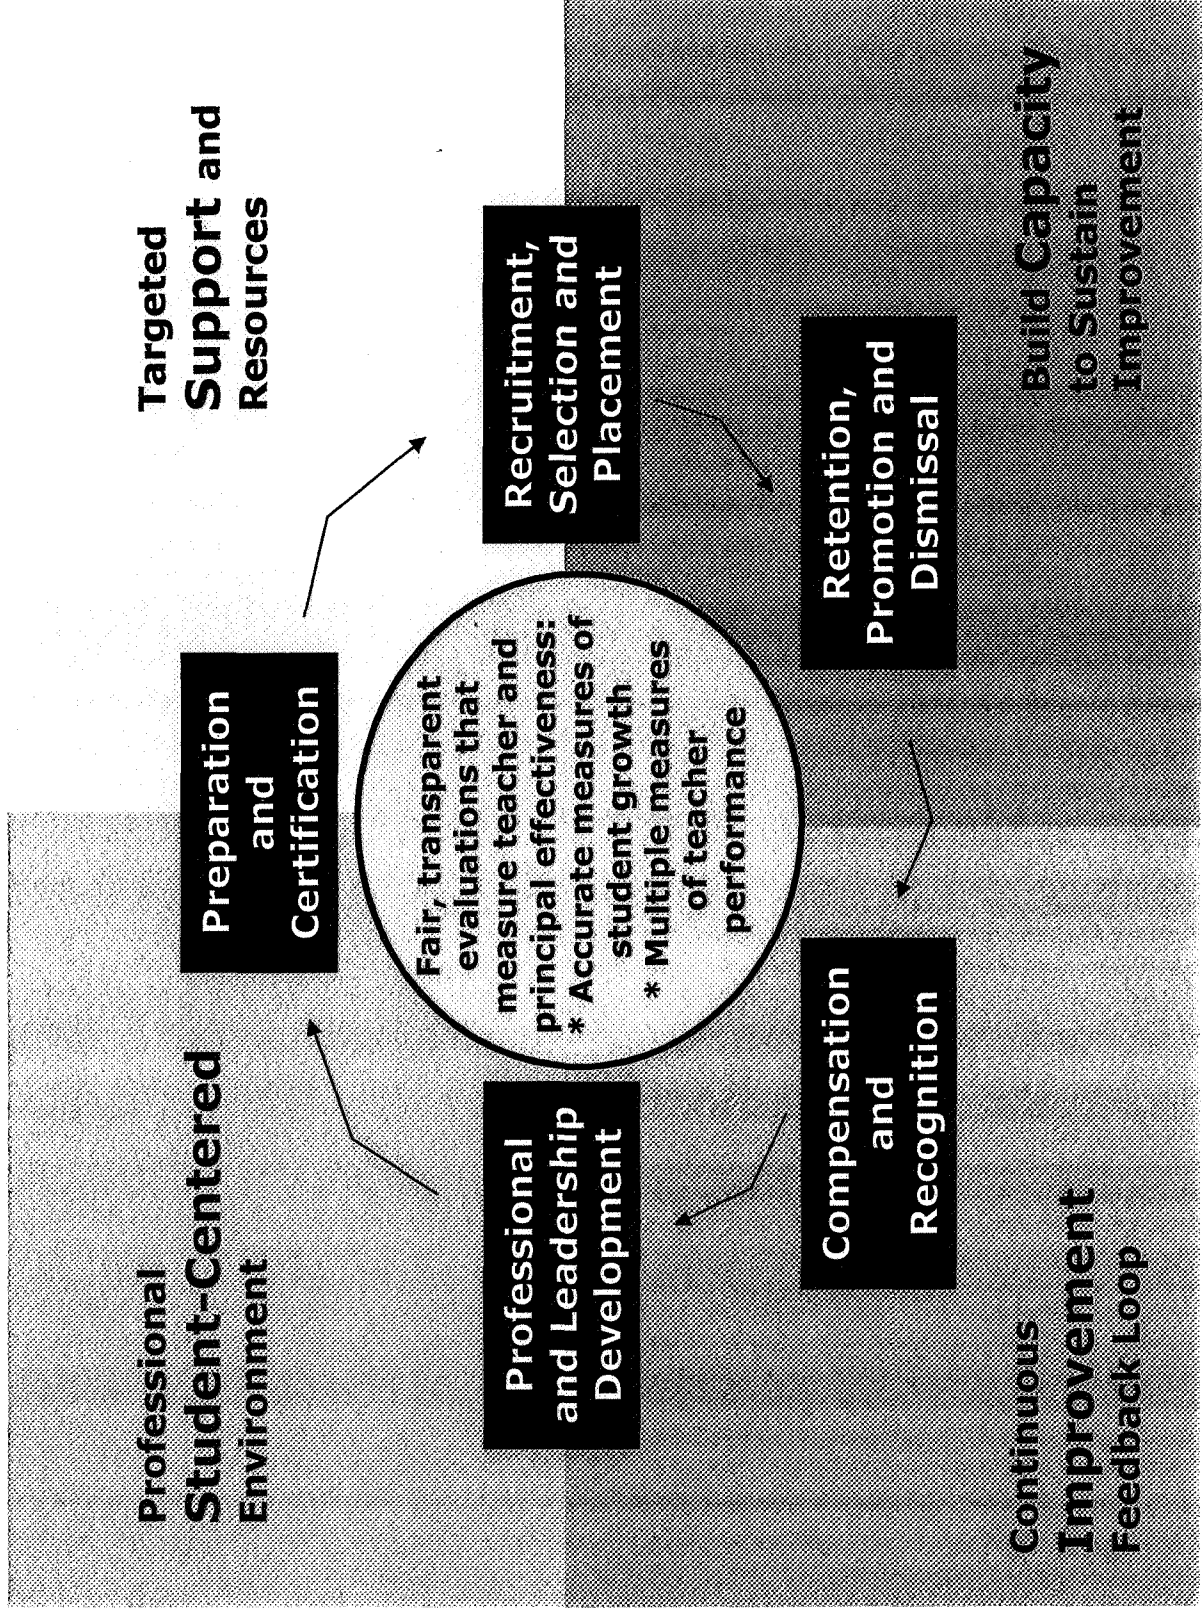 Professional
Student-Centered
Environment
Targeted
Support and
Resources
Preparation
and
Certification
Professional
and Leadership
Development
Fair, transparent
evaluations that
measure teacher and
principal effectiveness:
* Accurate measures of
student growth
* Multiple measures
of teacher
performance
Recruitment,
Selection and
Placement
Compensation
and
Recognition
Retention,
Promotion and
Dismissal
Continuous
Improvement
Feedback Loop
Build Capacity
to Sustain
Improvement